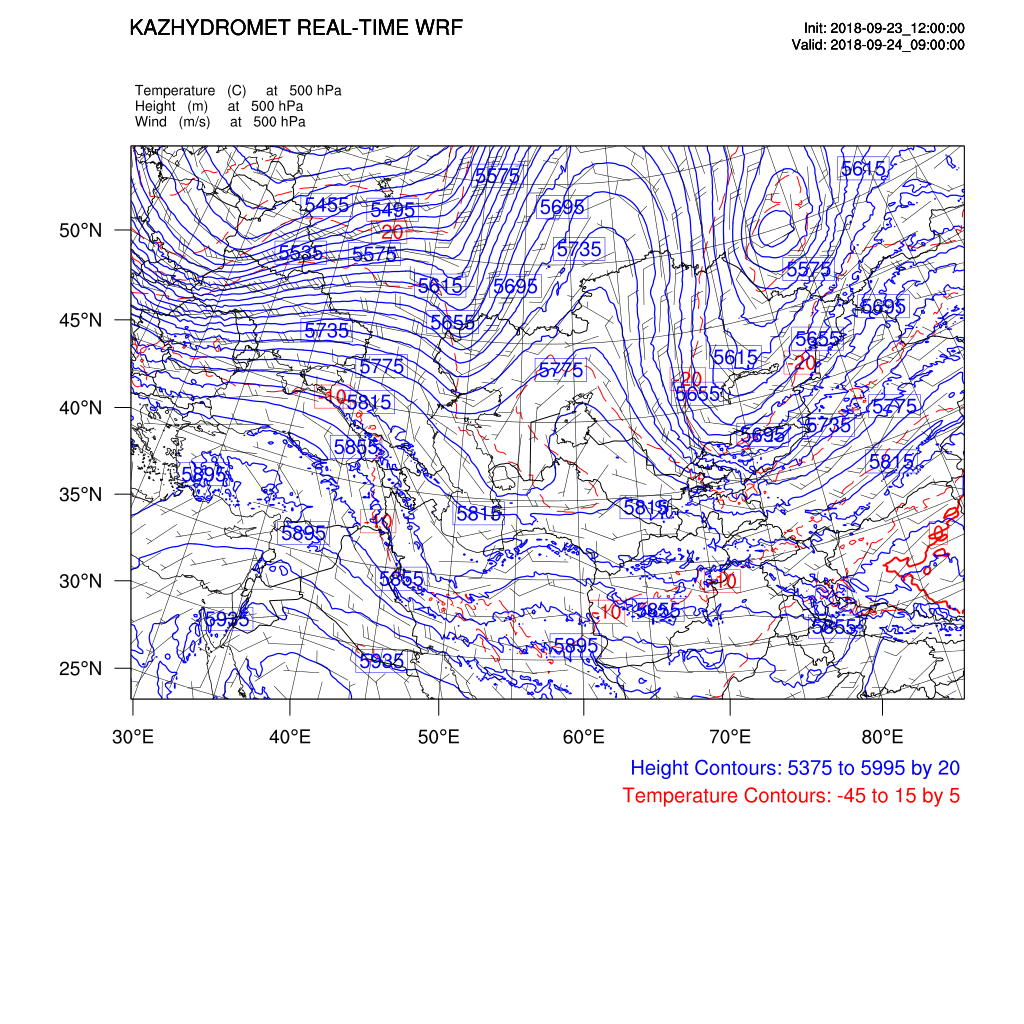 KAZHYDROMET REAL-TIME WRF
Init: 2018-09-23_12:00:00
Valid: 2018-09-24_09:00:00
Temperature (C) at 500 hPa
Height (m) at 500 hPa
Wind (m/s) at 500 hPa
5615
5575
5455
5495
5695
-20
50°N
5535
5575
5735
5575
5615
5695
5695
45°N
5655
5735
5655
5615
5775
5775
-20
-20
5655
-10
5815
40°N
5775
5735
5695
5855
5815
5895
35°N
5815
5815
-10
5895
30°N
5855
-10
-10
5855
5935
5855
5895
25°N
5935
30°E
40°E
50°E
60°E
70°E
80°E
Height Contours: 5375 to 5995 by 20
Temperature Contours: -45 to 15 by 5